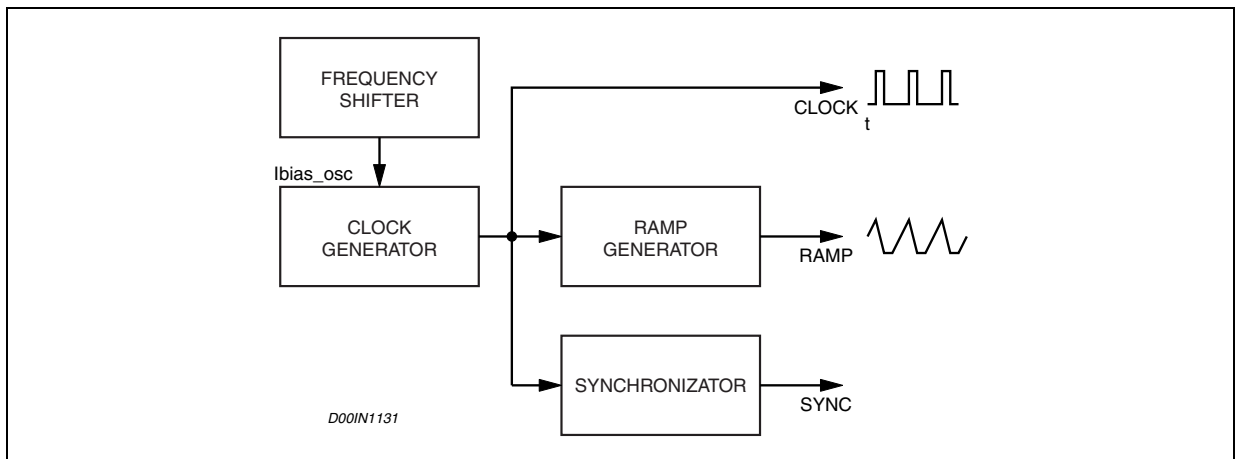 FREQUENCY
SHIFTER
CLOCK
t
Ibias_osc
CLOCK
GENERATOR
RAMP
GENERATOR
RAMP
SYNCHRONIZATOR
SYNC
D00IN1131